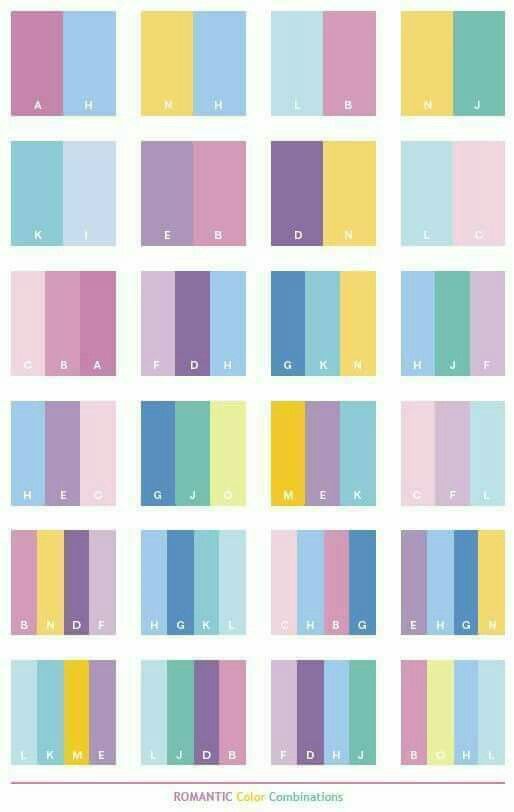 A H
N H
L B
N J
K I
E B
D N
L C
C B A
F D H
G K N
H J F
H E C
G J O
M E K
C F L
B N D F
H G K L
C H B G
E H G N
L K M E
L J D B
F D H J
B O H L
ROMANTIC Color Combinations